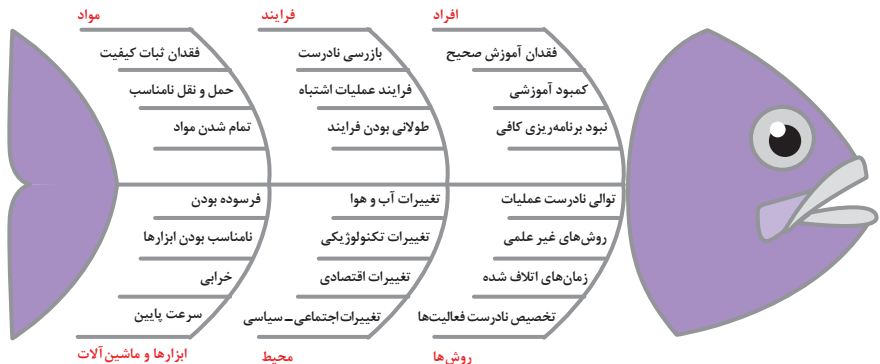 افراد
فقدان آموزش صحیح
کمبود آموزشی
نبود برنامه‌ریزی کافی
فرایند
بازرسی نادرست
فرایند عملیات اشتباه
طولانی بودن فرایند
مواد
فقدان ثبات کیفیت
حمل و نقل نامناسب
تمام شدن مواد
توالی نادرست عملیات
روش‌های غیر علمی
زمان‌های اتلاف شده
تخصیص نادرست فعالیت‌ها
روش‌ها
تغییرات آب و هوا
تغییرات تکنولوژیکی
تغییرات اقتصادی
تغییرات اجتماعی ـ سیاسی
محیط
فرسوده بودن
نامناسب بودن ابزارها
خرابی
سرعت پایین
ابزارها و ماشین‌آلات